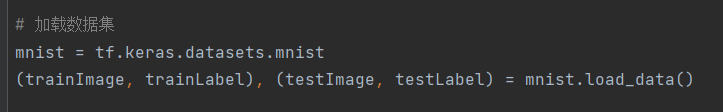 # 加载数据集
mnist = tf.keras.datasets.mnist
(trainImage, trainLabel), (testImage, testLabel) = mnist.load_data()